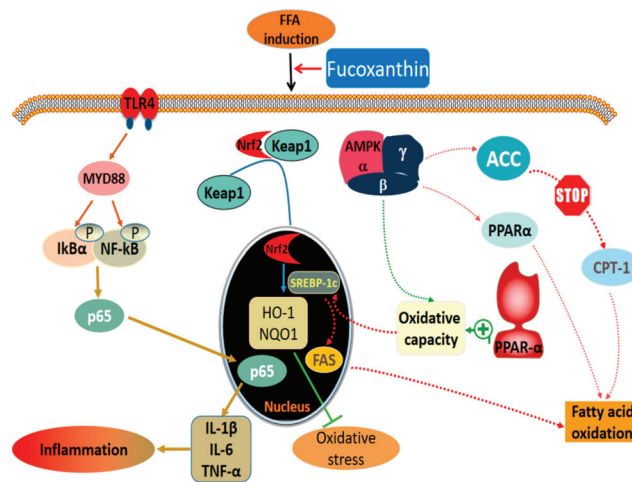 FFA
induction
Fucoxanthin
TLR4
Nrf2
Keap1
Keap1
AMPK
α
γ
β
ACC
STOP
MYD88
P
P
IkBα
NF-kB
PPARα
CPT-1
Nrf2
SREBP-1c
HO-1
NQO1
Oxidative
capacity
PPAR-α
p65
p65
FAS
Nucleus
IL-1β
IL-6
TNF-α
Inflammation
Oxidative
stress
Fatty acid
oxidation